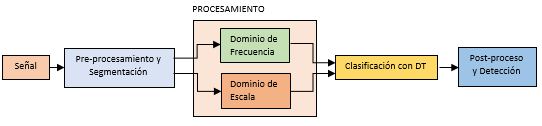 PROCESAMIENTO
Señal
Pre-procesamiento y
Segmentación
Dominio de
Frecuencia
Dominio de
Escala
Clasificación con DT
Post-proceso
y Detección